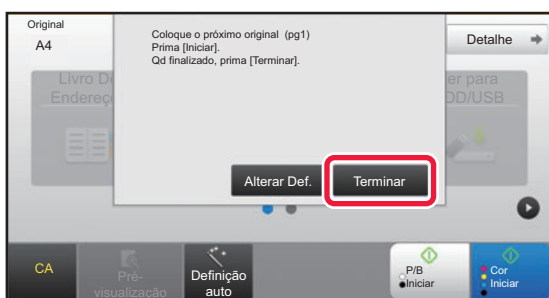 Original
A4
Coloque o próximo original (pg1)
Prima [Iniciar].
Qd finalizado, prima [Terminar].
Detalhe
Livro D
Endereç
er para
DD/USB
Alterar Def.
Terminar
CA
Pré-
visualização
Definição
auto
P/B
Iniciar
Cor
Iniciar